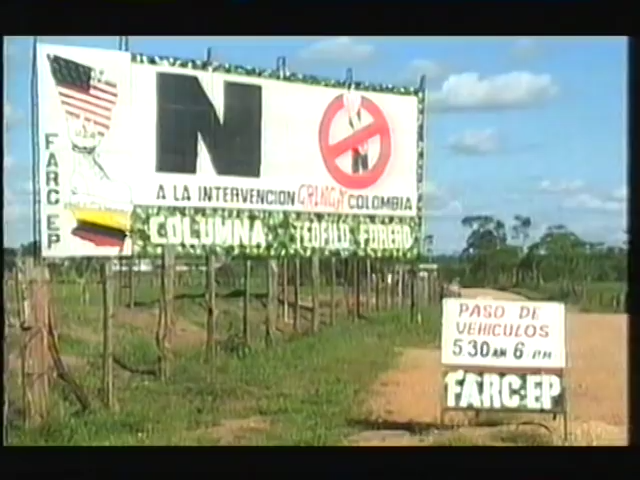 FARC EP
U.S.A
N
A LA INTERVENCION GRINGA COLOMBIA
COLUMNA TEOFILO FORERO
PASO DE
VEHICULOS
5.30 AM 6 PM
FARC-EP